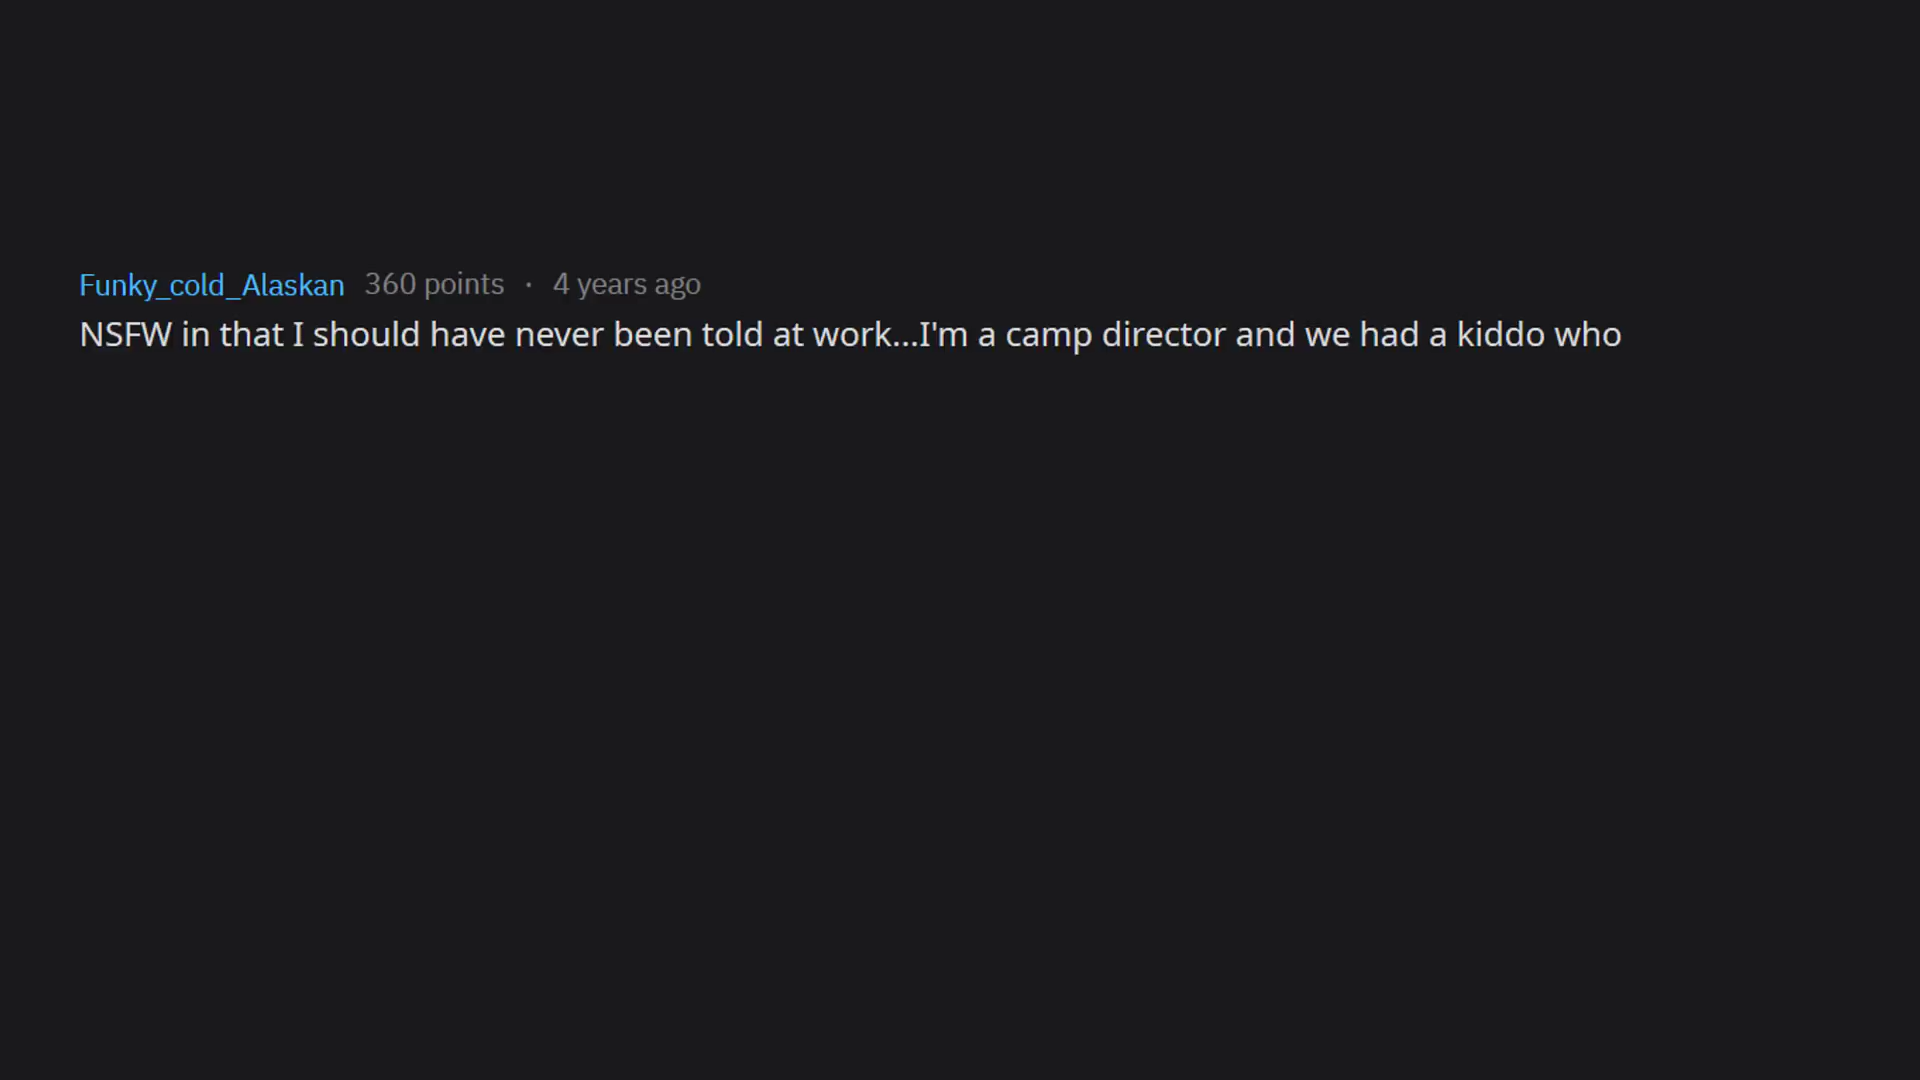 Funky_cold_Alaskan 360 points · 4 years ago
NSFW in that I should have never been told at work...I'm a camp director and we had a kiddo who